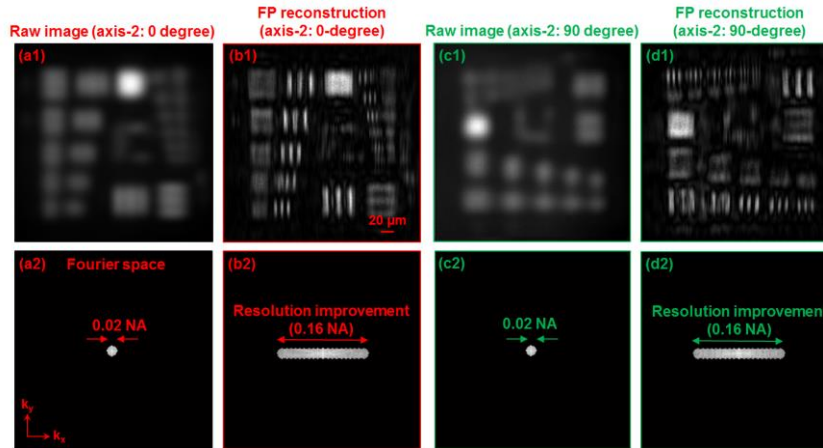 Raw image (axis-2: 0 degree)
FP reconstruction
(axis-2: 0-degree)
Raw image (axis-2: 90 degree)
FP reconstruction
(axis-2: 90-degree)
(a1)
(b1)
(c1)
(d1)
20 μm
(a2)
Fourier space
(b2)
(c2)
(d2)
0.02 NA
Resolution improvement
(0.16 NA)
0.02 NA
Resolution improvemen
(0.16 NA)
ky
kx